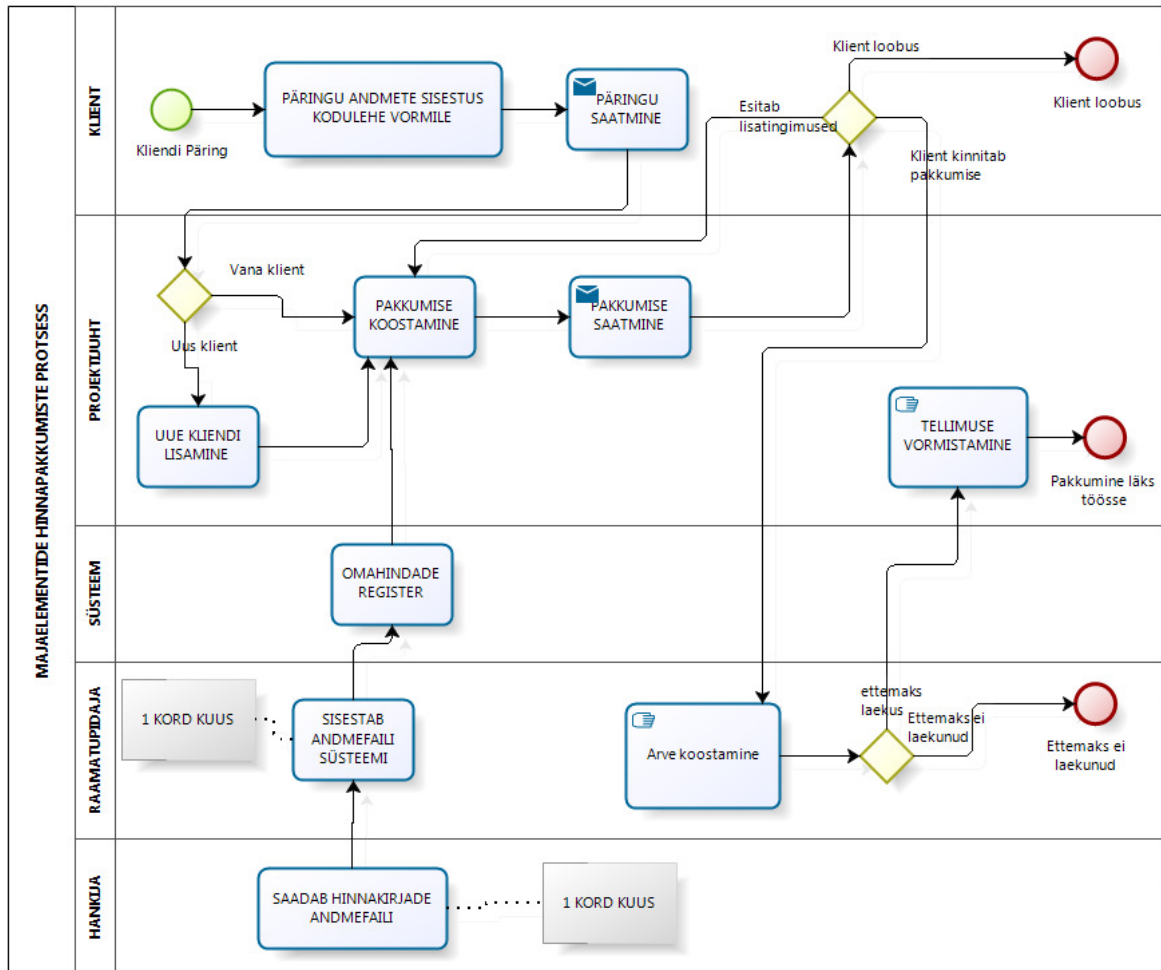 MAJAELEMENTIDE HINNAPAKKUMISTE PROTSESS
KLIENT
Kliendi Päring
PÄRINGU ANDMETE SISESTUS
KODULEHE VORMILE
PÄRINGU
SAATMINE
Esitab
lisatingimused
Klient loobus
Klient loobus
Klient kinnitab
pakkumise
PROJEKTIJUHT
Vana klient
Uus klient
UUE KLIENDI
LISAMINE
PAKKUMISE
KOOSTAMINE
PAKKUMISE
SAATMINE
TELLIMUSE
VORMISTAMINE
Pakkumine läks
töösse
SÜSTEEM
OMAHINDADE
REGISTER
RAAMATUPIDAJA
1 KORD KUUS
SISESTAB
ANDMEFAILI
SÜSTEEMI
Arve koostamine
ettemaks
laekus
Ettemaks ei
laekunud
Ettemaks ei
laekunud
HANKIJA
SAADAB HINNAKIRJADE
ANDMEFAILI
1 KORD KUUS